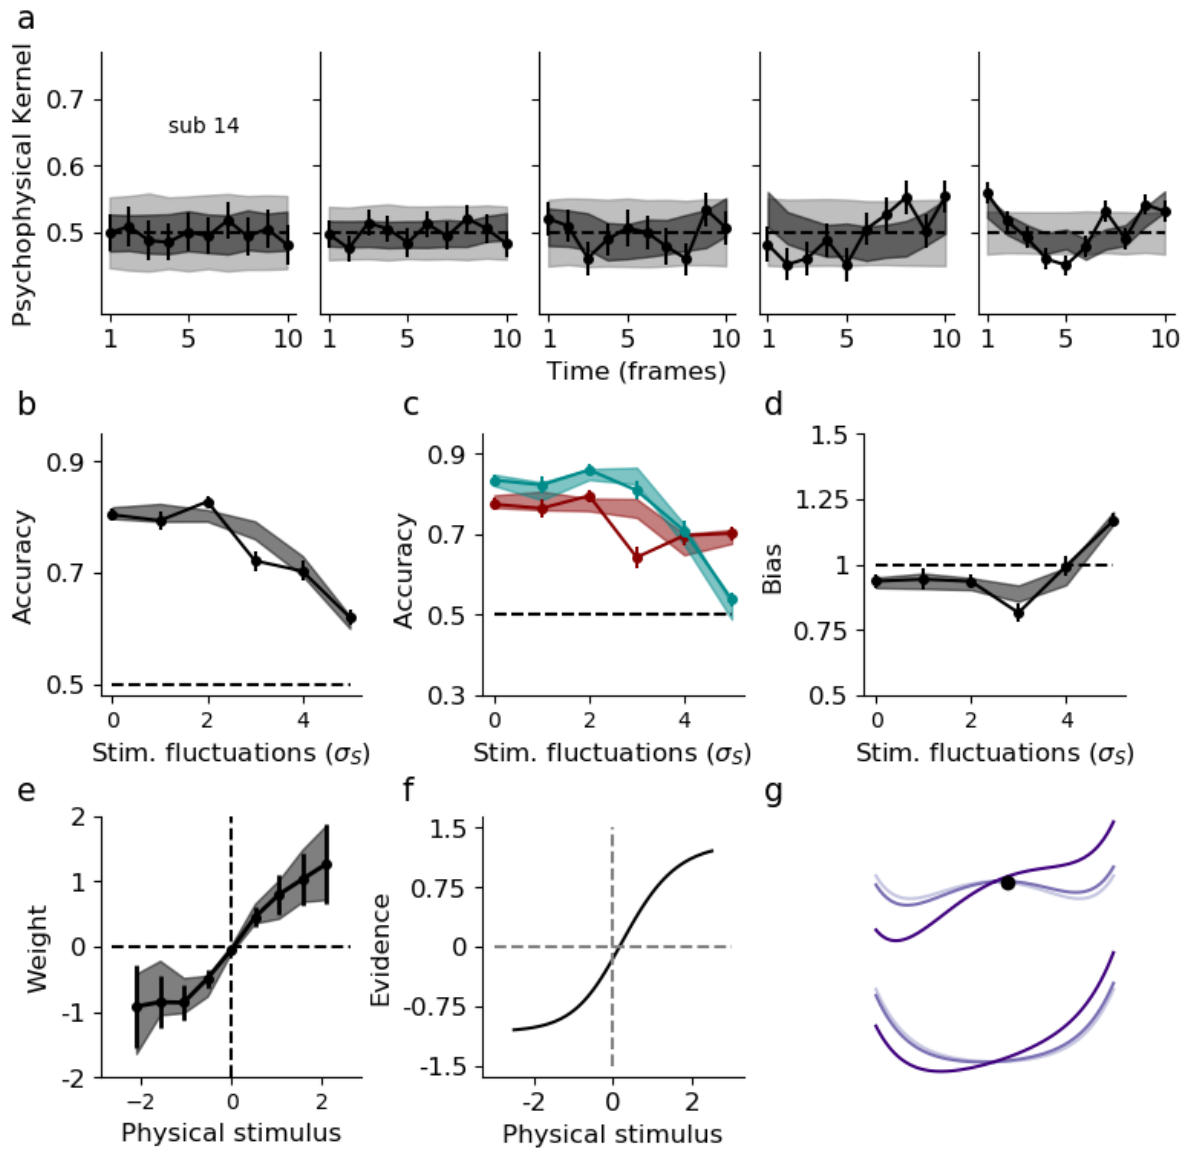 a
Psychophysical Kernel
0.7
0.6
0.5
sub 14
1 5 10
1 5 10
1 5 10
1 5 10
1 5 10
Time (frames)
b
Accuracy
0.9
0.7
0.5
0 2 4
Stim. fluctuations (σS)
c
Accuracy
0.9
0.7
0.5
0.3
0 2 4
Stim. fluctuations (σS)
d
Bias
1.5
1.25
1
0.75
0.5
0 2 4
Stim. fluctuations (σS)
e
Weight
2
1
0
-1
-2
−2 0 2
Physical stimulus
f
Evidence
1.5
0.75
0
-0.75
-1.5
-2 0 2
Physical stimulus
g